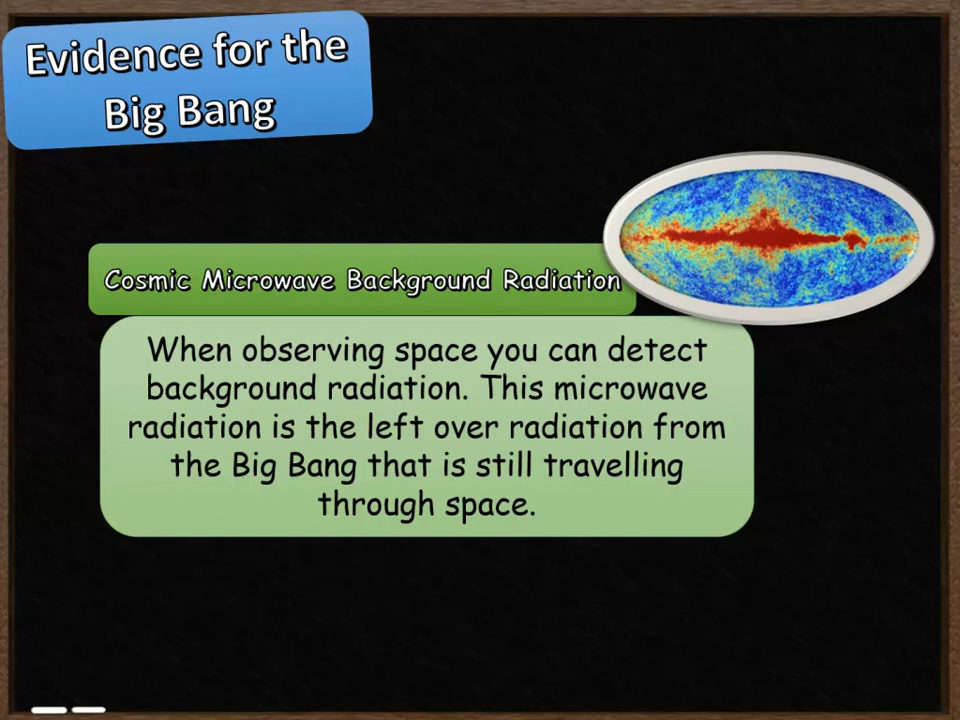 Evidence for the
Big Bang
Cosmic Microwave Background Radiation
When observing space you can detect
background radiation. This microwave
radiation is the left over radiation from
the Big Bang that is still travelling
through space.